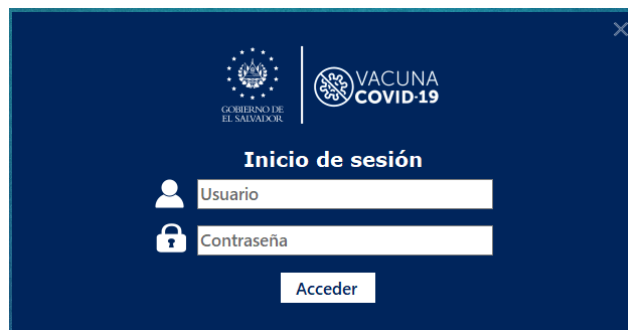 VACUNA
COVID-19
GOBIERNO DE
EL SALVADOR
Inicio de sesión
Usuario
Contraseña
Acceder